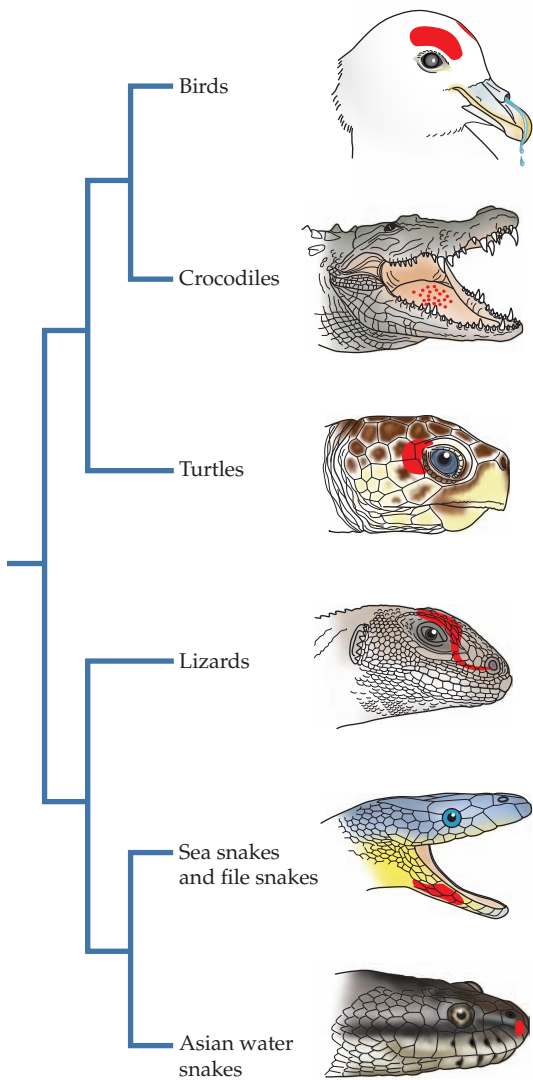 Birds
Crocodiles
Turtles
Lizards
Sea snakes
and file snakes
Asian water
snakes